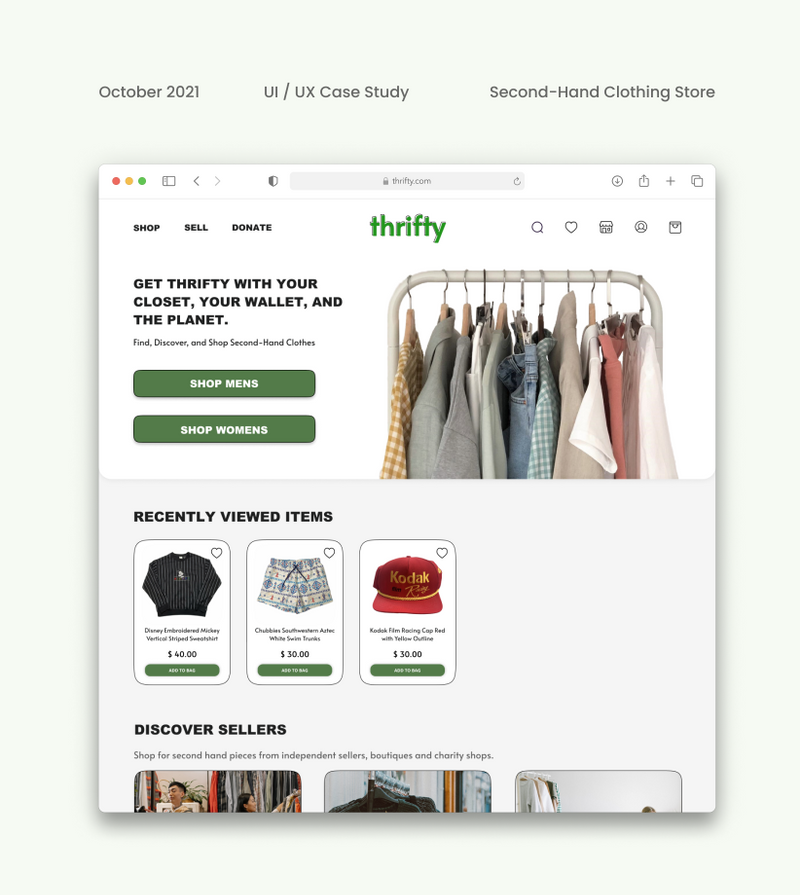 October 2021
UI / UX Case Study
Second-Hand Clothing Store
thrifty.com
SHOP
SELL
DONATE
thrifty
GET THRIFTY WITH YOUR
CLOSET, YOUR WALLET, AND
THE PLANET.
Find, Discover, and Shop Second-Hand Clothes
SHOP MENS
SHOP WOMENS
RECENTLY VIEWED ITEMS
Disney Embroidered Mickey
Vertical Striped Sweatshirt
$ 40.00
ADD TO BAG
Chubbies Southwestern Aztec
White Swim Trunks
$ 30.00
ADD TO BAG
Kodak
Racing
Kodak Film Racing Cap Red
with Yellow Outline
$ 30.00
ADD TO BAG
DISCOVER SELLERS
Shop for second hand pieces from independent sellers, boutiques and charity shops.